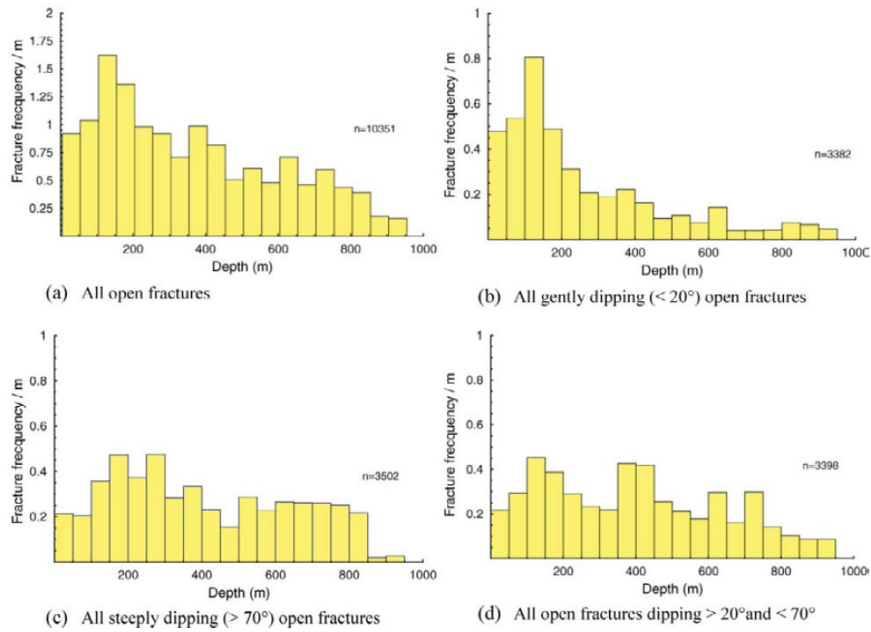 2
1.75
1.5
1.25
1
0.75
0.5
0.25
Fracture frecquency / m
n=10351
200 400 600 800 1000
Depth (m)
(a) All open fractures
1
0.8
0.6
0.4
0.2
Fracture frecquency / m
n=3382
200 400 600 800 100
Depth (m)
(b) All gently dipping (< 20°) open fractures
1
0.8
0.6
0.4
0.2
Fracture frecquency / m
n=3502
200 400 600 800 1000
Depth (m)
(c) All steeply dipping (> 70°) open fractures
1
0.8
0.6
0.4
0.2
Fracture frecquency / m
n=3398
200 400 600 800 1000
Depth (m)
(d) All open fractures dipping > 20°and < 70°